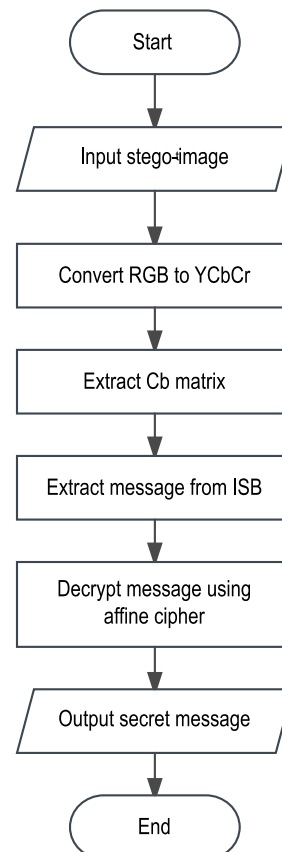 Start
Input stego-image
Convert RGB to YCbCr
Extract Cb matrix
Extract message from ISB
Decrypt message using
affine cipher
Output secret message
End